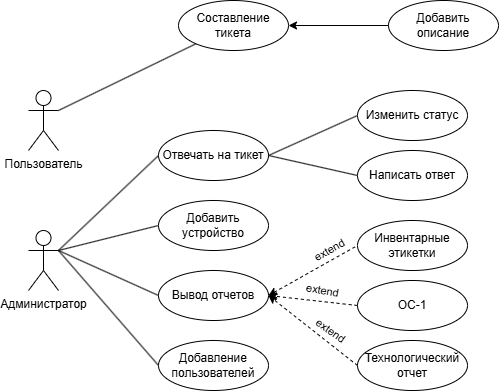 Составление
тикета
Добавить
описание
Пользователь
Изменить статус
Отвечать на тикет
Написать ответ
Добавить
устройство
Администратор
Инвентарные
этикетки
extend
Вывод отчетов
extend
ОС-1
extend
Добавление
пользователей
Технологический
отчет